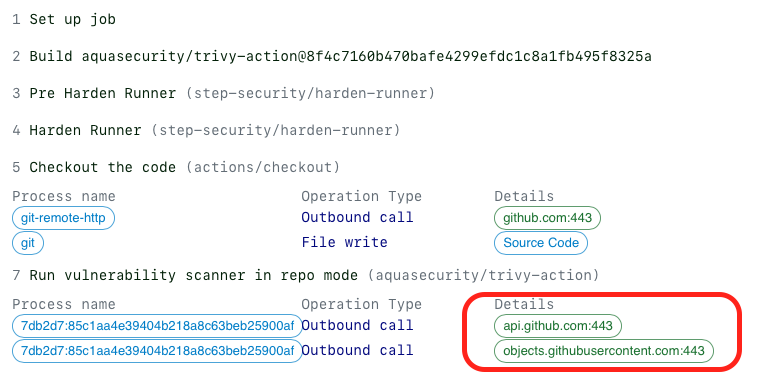 1 Set up job
2 Build aquasecurity/trivy-action@8f4c7160b470bafe4299efdc1c8a1fb495f8325a
3 Pre Harden Runner (step-security/harden-runner)
4 Harden Runner (step-security/harden-runner)
5 Checkout the code (actions/checkout)
Process name Operation Type Details
git-remote-http Outbound call github.com:443
git File write Source Code
7 Run vulnerability scanner in repo mode (aquasecurity/trivy-action)
Process name Operation Type Details
7db2d7:85c1aa4e39404b218a8c63beb25900af Outbound call api.github.com:443
7db2d7:85c1aa4e39404b218a8c63beb25900af Outbound call objects.githubusercontent.com:443